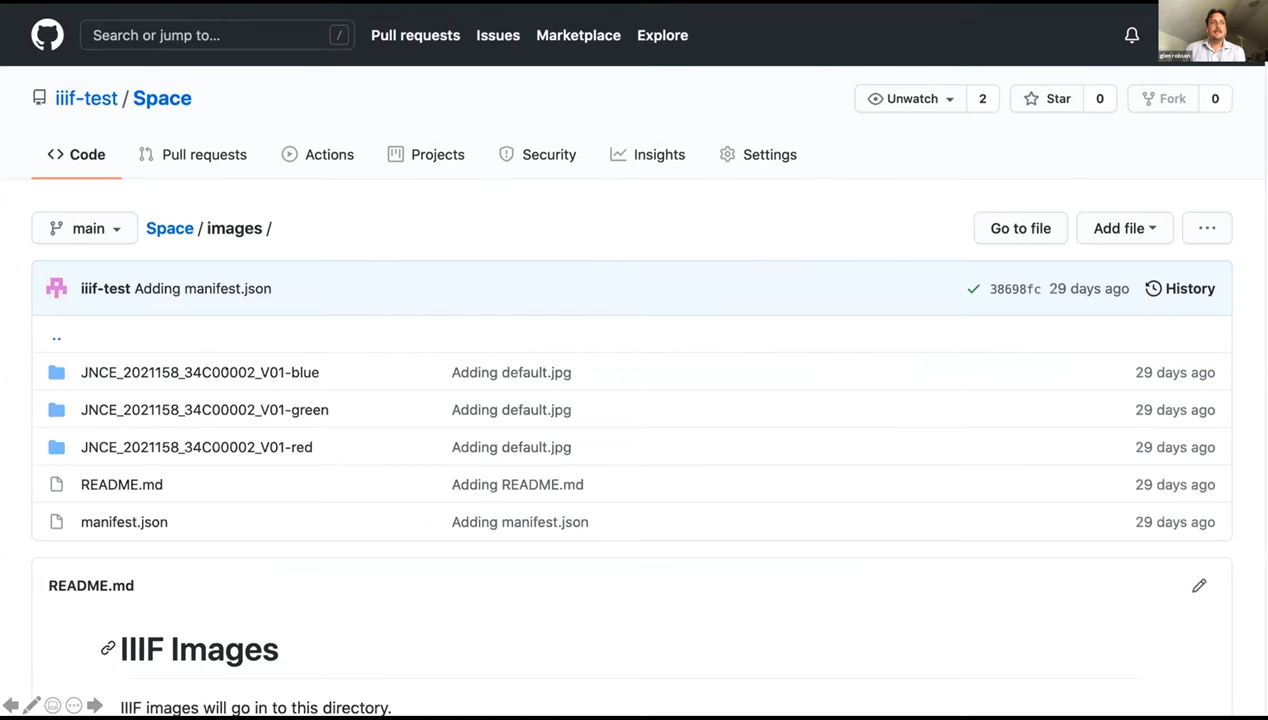 Search or jump to... /
Pull requests Issues Marketplace Explore
glen robson
iiif-test / Space
Unwatch 2 Star 0 Fork 0
Code Pull requests Actions Projects Security Insights Settings
main Space / images / Go to file Add file ...
iiif-test Adding manifest.json 38698fc 29 days ago History
..
JNCE_2021158_34C00002_V01-blue Adding default.jpg 29 days ago
JNCE_2021158_34C00002_V01-green Adding default.jpg 29 days ago
JNCE_2021158_34C00002_V01-red Adding default.jpg 29 days ago
README.md Adding README.md 29 days ago
manifest.json Adding manifest.json 29 days ago
README.md
IIIF Images
IIIF images will go in to this directory.